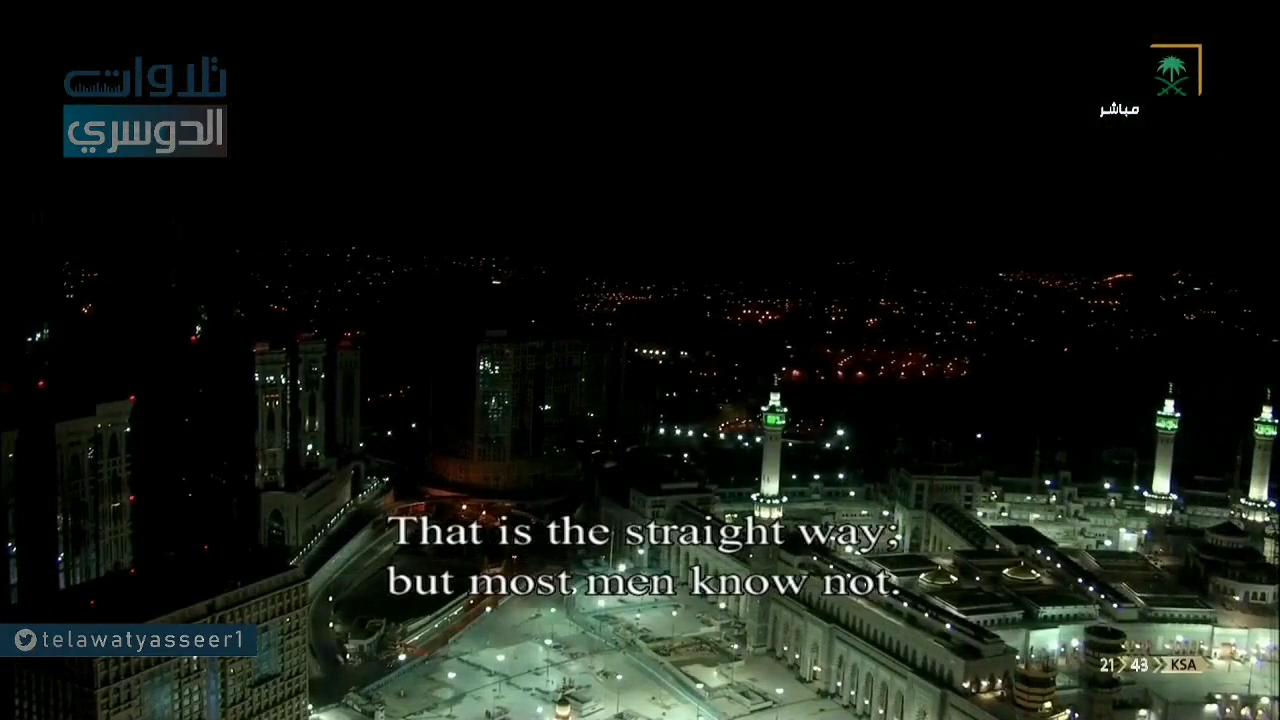 تلاوات
الدوسري
مباشر
That is the straight way;
but most men know not.
telawatyasseer1
21 43 KSA